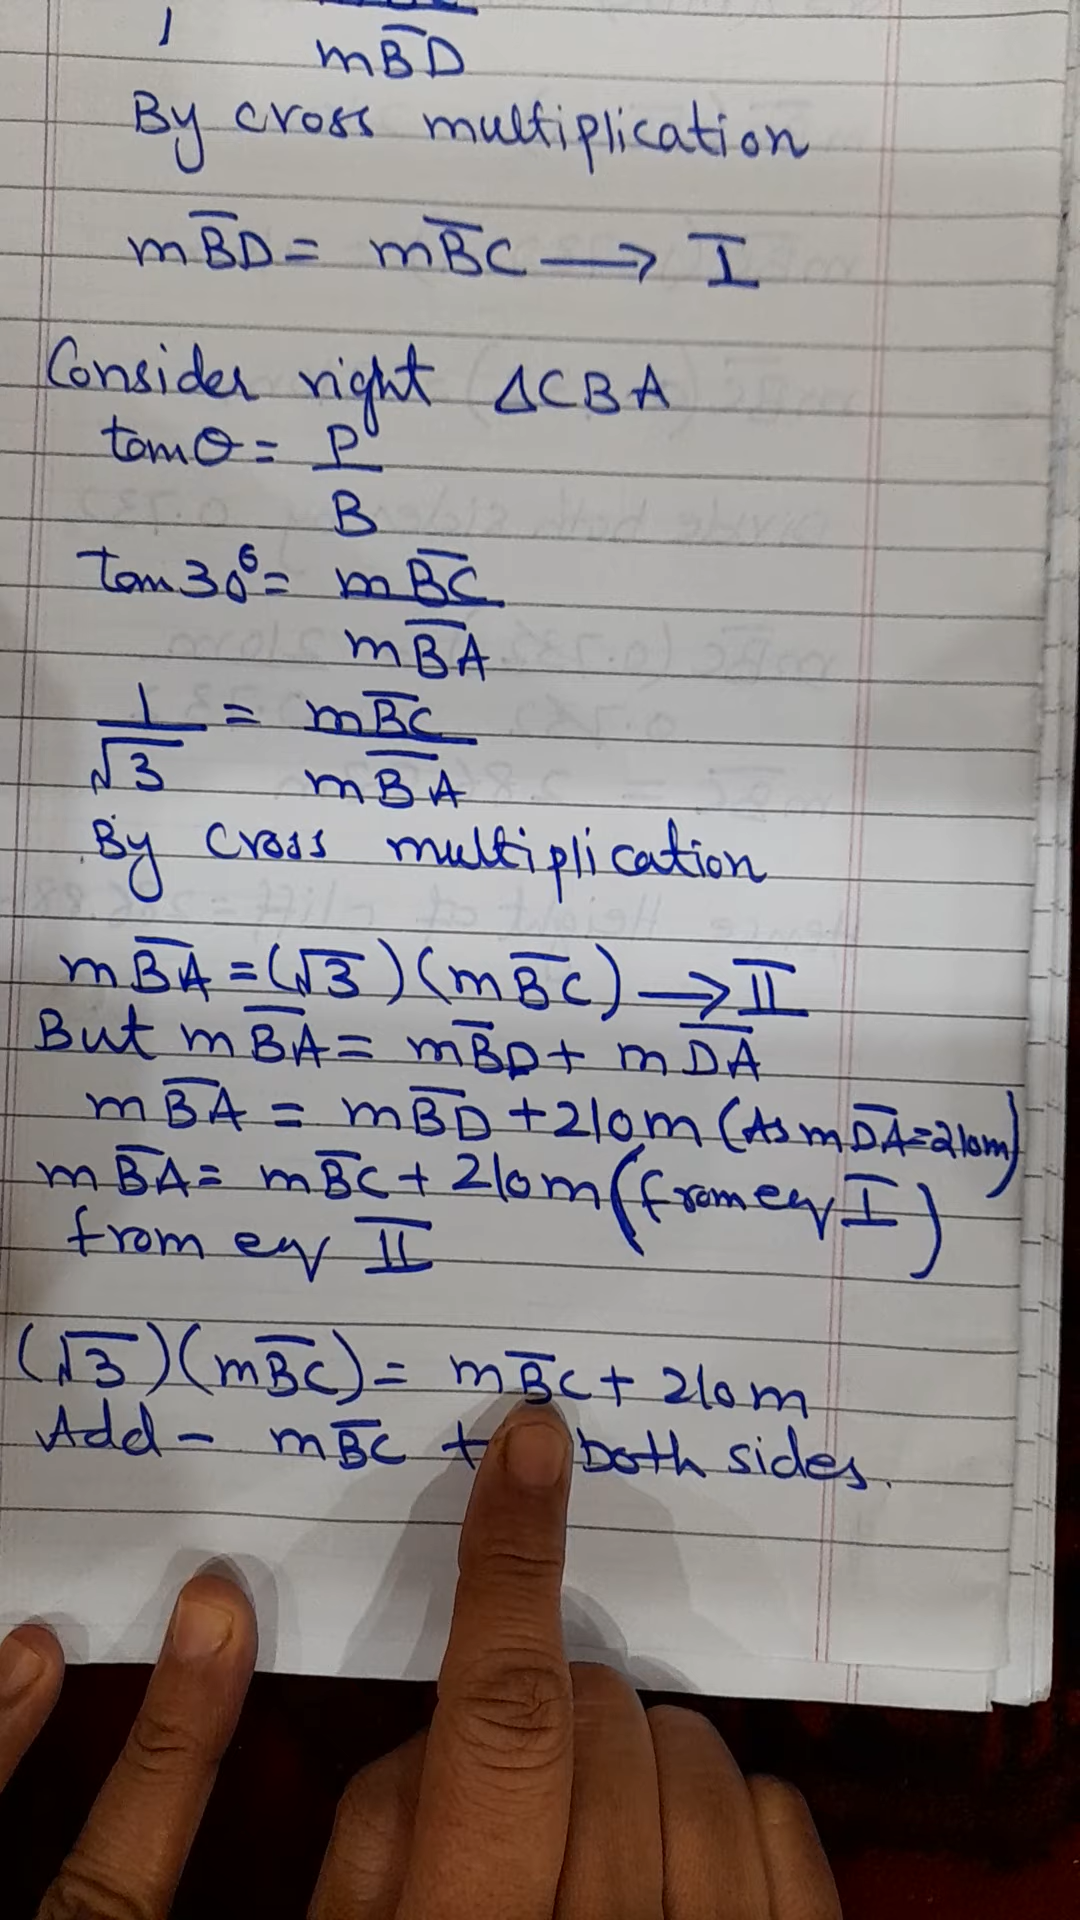 1
mB̅D̅
By cross multiplication
mB̅D̅ = mB̅C̅ → I
Consider right ΔCBA
tanθ = P
B
tan30° = mB̅C̅
mB̅A̅
1 = mB̅C̅
√3 mB̅A̅
By cross multiplication
mB̅A̅ = (√3)(mB̅C̅) → II
But mB̅A̅ = mB̅D̅ + mD̅A̅
mB̅A̅ = mB̅D̅ + 210m (As mD̅A̅ = 210m)
mB̅A̅ = mB̅C̅ + 210m (from eq I)
from eq II
(√3)(mB̅C̅) = mB̅C̅ + 210m
Add - mB̅C̅ both sides.